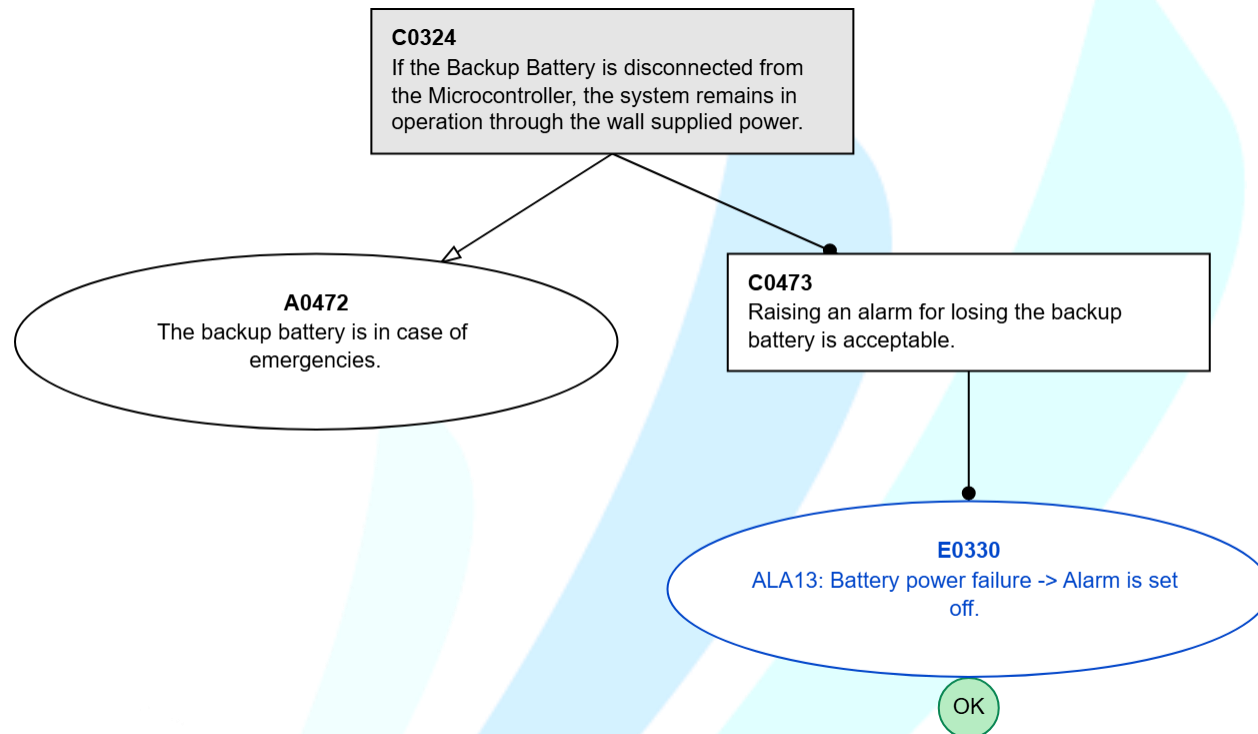 C0324
If the Backup Battery is disconnected from
the Microcontroller, the system remains in
operation through the wall supplied power.
A0472
The backup battery is in case of
emergencies.
C0473
Raising an alarm for losing the backup
battery is acceptable.
E0330
ALA13: Battery power failure -> Alarm is set
off.
OK